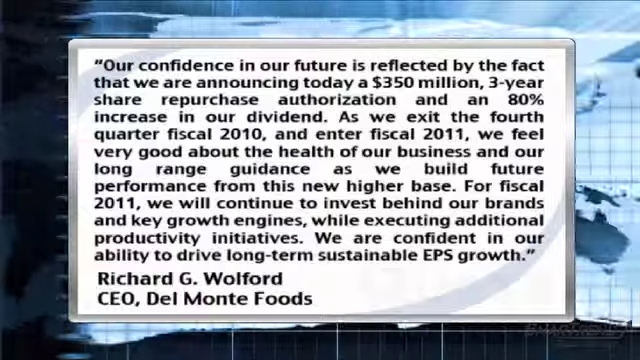 "Our confidence in our future is reflected by the fact
that we are announcing today a $350 million, 3-year
share repurchase authorization and an 80%
increase in our dividend. As we exit the fourth
quarter fiscal 2010, and enter fiscal 2011, we feel
very good about the health of our business and our
long range guidance as we build future
performance from this new higher base. For fiscal
2011, we will continue to invest behind our brands
and key growth engines, while executing additional
productivity initiatives. We are confident in our
ability to drive long-term sustainable EPS growth."
Richard G. Wolford
CEO, Del Monte Foods